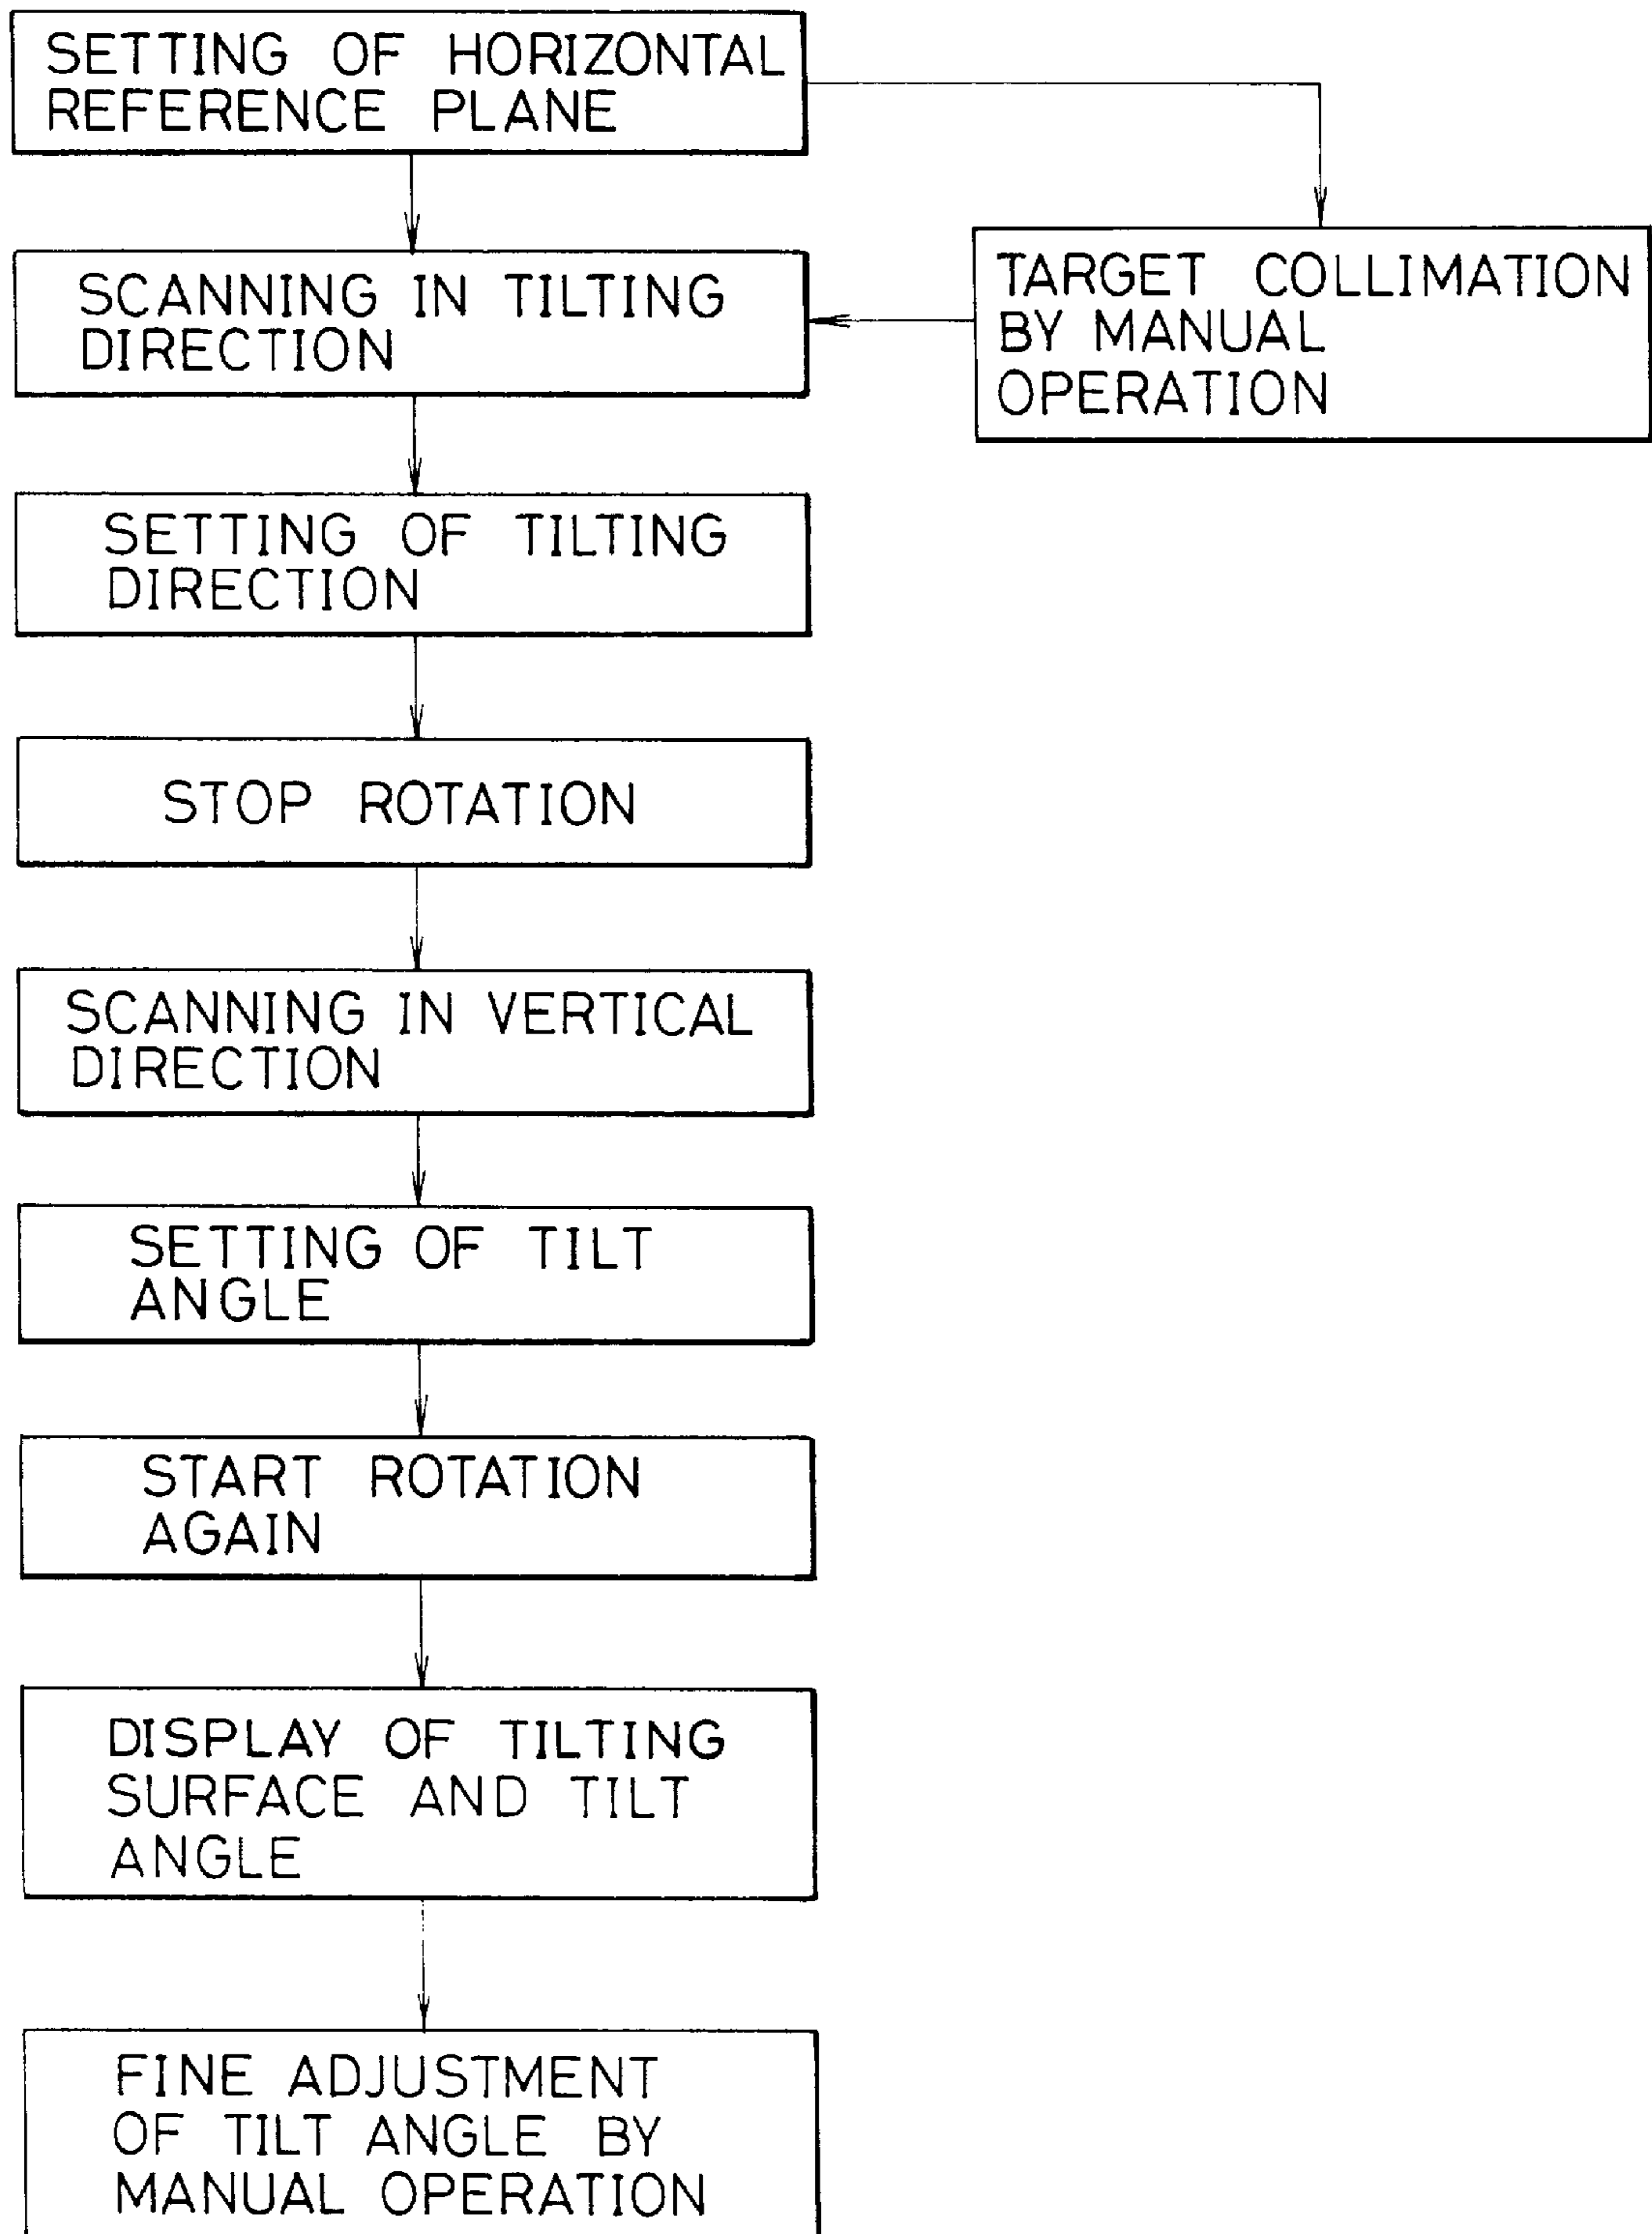 SETTING OF HORIZONTAL
REFERENCE PLANE
SCANNING IN TILTING
DIRECTION
TARGET COLLIMATION
BY MANUAL
OPERATION
SETTING OF TILTING
DIRECTION
STOP ROTATION
SCANNING IN VERTICAL
DIRECTION
SETTING OF TILT
ANGLE
START ROTATION
AGAIN
DISPLAY OF TILTING
SURFACE AND TILT
ANGLE
FINE ADJUSTMENT
OF TILT ANGLE BY
MANUAL OPERATION